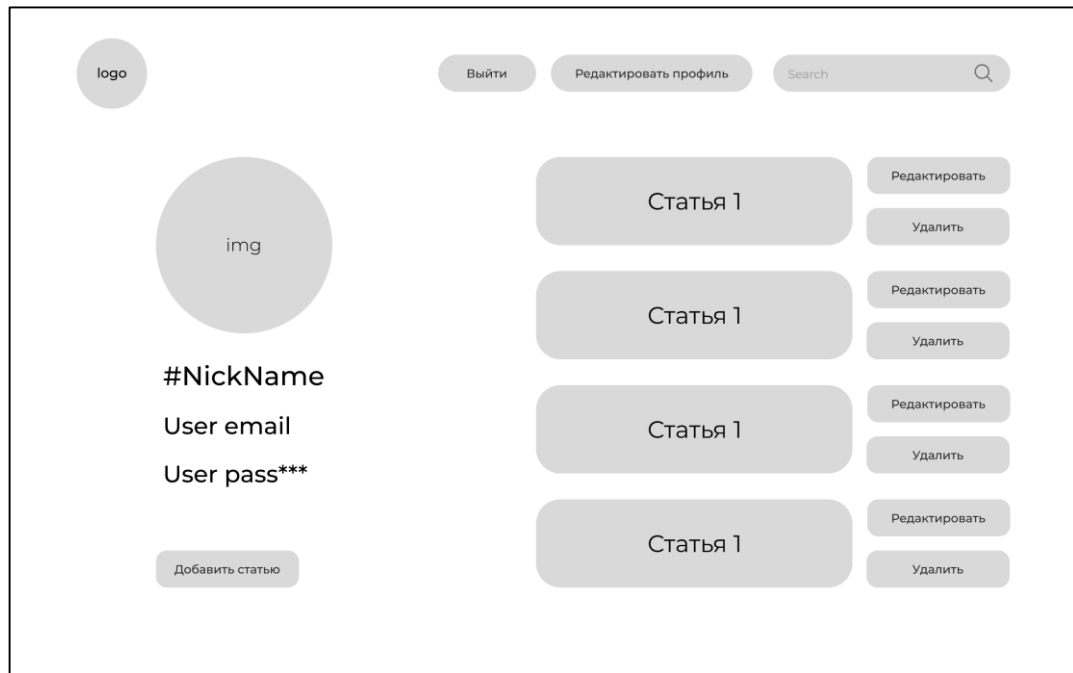 logo
Выйти
Редактировать профиль
Search
img
#NickName
User email
User pass***
Добавить статью
Статья 1
Редактировать
Удалить
Статья 1
Редактировать
Удалить
Статья 1
Редактировать
Удалить
Статья 1
Редактировать
Удалить